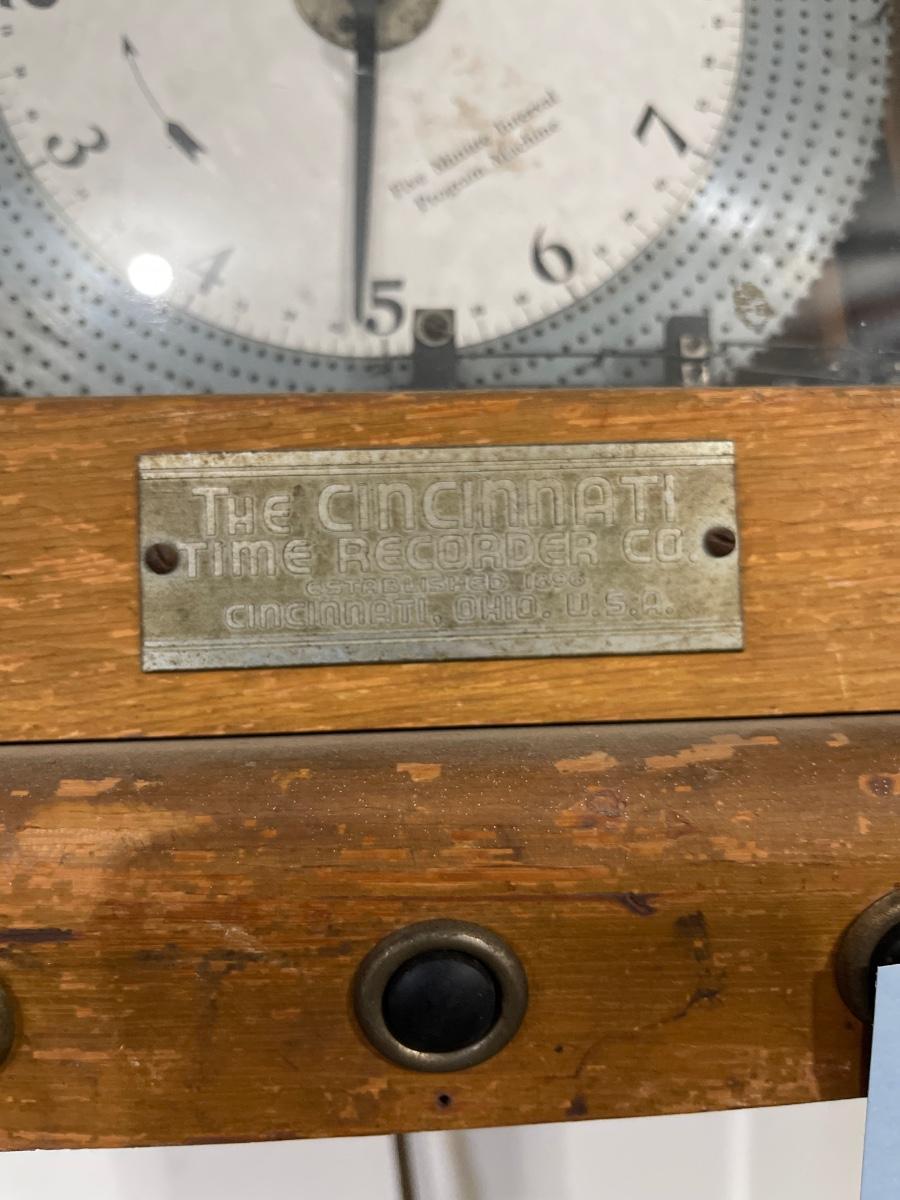 3
4
5
6
7
Five Minute Interval
Program Machine
THE CINCINNATI
TIME RECORDER CO.
ESTABLISHED 1896
CINCINNATI, OHIO. U.S.A.